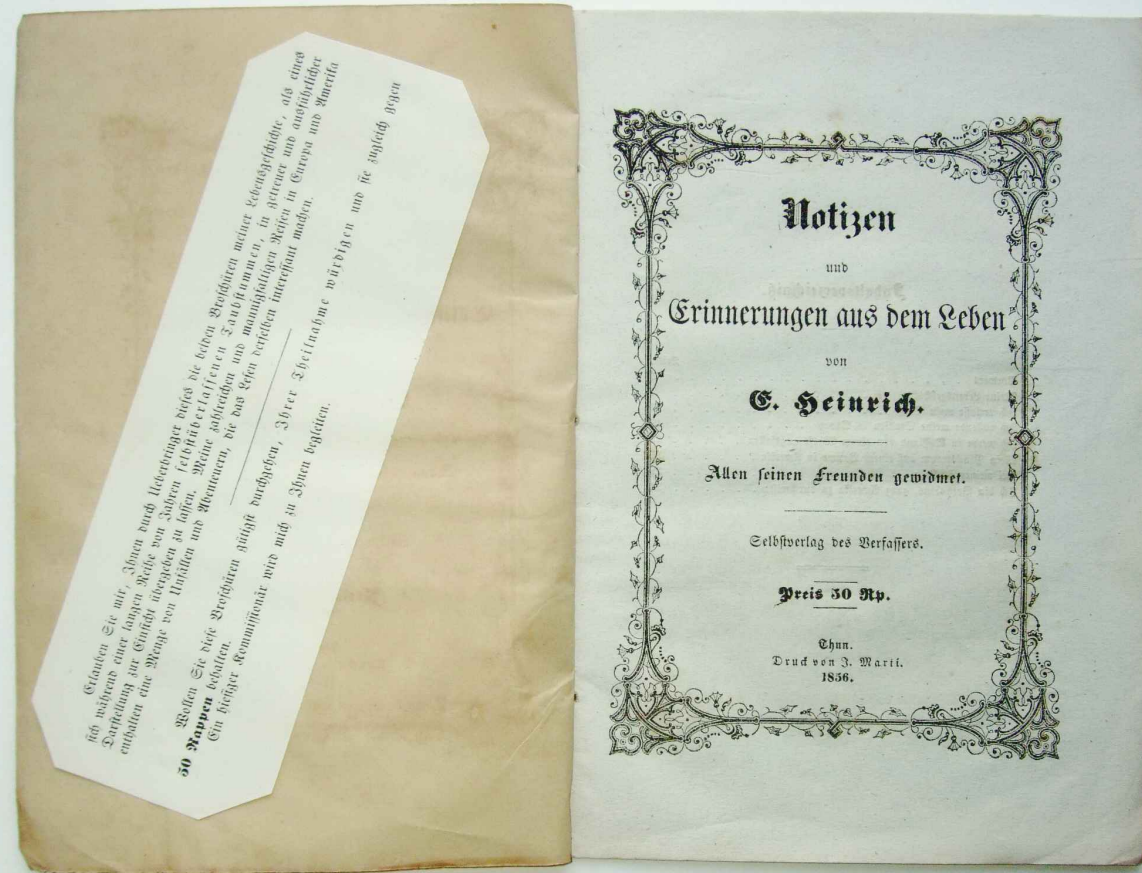 Erlauben Sie mir, Ihnen durch Ueberbringer dieses die beiden Broschüren meiner Lebensgeschichte, als eines
sich während einer langen Reihe von Jahren selbstüberlassenen Taubstummen, in getreuer und ausführlicher
Darstellung zur Einsicht übergeben zu lassen. Meine zahlreichen und mannigfaltigen Reisen in Europa und Amerika
enthalten eine Menge von Unfällen und Abenteuern, die das Lesen derselben interessant machen.
Wollen Sie diese Broschüren gütigst durchgehen, Ihrer Theilnahme würdigen und sie zugleich gegen
50 Rappen behalten.
Ein hiesiger Kommissionär wird mich zu Ihnen begleiten.
Notizen
und
Erinnerungen aus dem Leben
von
E. Heinrich.
Allen seinen Freunden gewidmet.
Selbstverlag des Verfassers.
Preis 50 Rp.
Thun.
Druck von J. Marti.
1856.